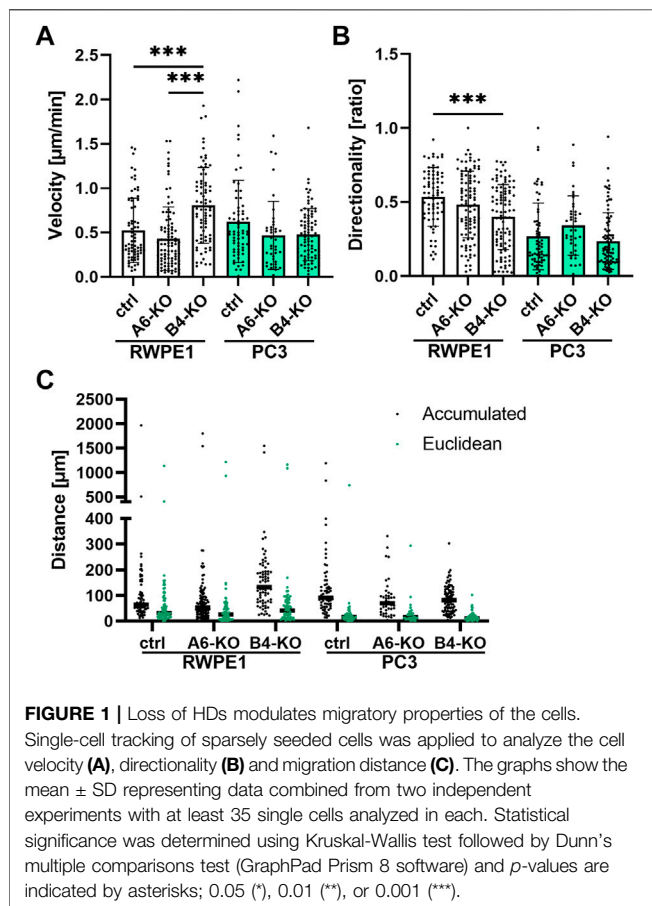 A
B
***
***
***
Velocity [µm/min]
2.5
2.0
1.5
1.0
0.5
0.0
ctrl
A6-KO
B4-KO
ctrl
A6-KO
B4-KO
RWPE1
PC3
Directionality [ratio]
1.5
1.0
0.5
0.0
ctrl
A6-KO
B4-KO
ctrl
A6-KO
B4-KO
RWPE1
PC3
C
Distance [µm]
2500
2000
1500
1000
500
400
300
200
100
0
Accumulated
Euclidean
ctrl A6-KO B4-KO ctrl A6-KO B4-KO
RWPE1 PC3
FIGURE 1 | Loss of HDs modulates migratory properties of the cells.
Single-cell tracking of sparsely seeded cells was applied to analyze the cell
velocity (A), directionality (B) and migration distance (C). The graphs show the
mean ± SD representing data combined from two independent
experiments with at least 35 single cells analyzed in each. Statistical
significance was determined using Kruskal-Wallis test followed by Dunn's
multiple comparisons test (GraphPad Prism 8 software) and p-values are
indicated by asterisks; 0.05 (*), 0.01 (**), or 0.001 (***).